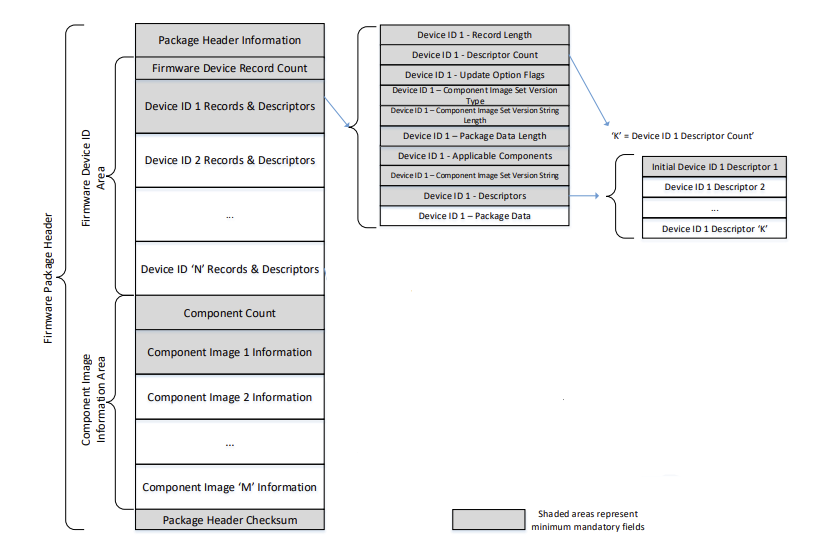 Firmware Package Header
Firmware Device ID
Area
Component Image
Information Area
Package Header Information
Firmware Device Record Count
Device ID 1 Records & Descriptors
Device ID 2 Records & Descriptors
...
Device ID ‘N’ Records & Descriptors
Component Count
Component Image 1 Information
Component Image 2 Information
...
Component Image ‘M’ Information
Package Header Checksum
Device ID 1 - Record Length
Device ID 1 - Descriptor Count
Device ID 1 - Update Option Flags
Device ID 1 – Component Image Set Version
Type
Device ID 1 – Component Image Set Version String
Length
Device ID 1 – Package Data Length
Device ID 1 - Applicable Components
Device ID 1 – Component Image Set Version String
Device ID 1 - Descriptors
Device ID 1 – Package Data
‘K’ = Device ID 1 Descriptor Count’
Initial Device ID 1 Descriptor 1
Device ID 1 Descriptor 2
...
Device ID 1 Descriptor ‘K’
Shaded areas represent
minimum mandatory fields